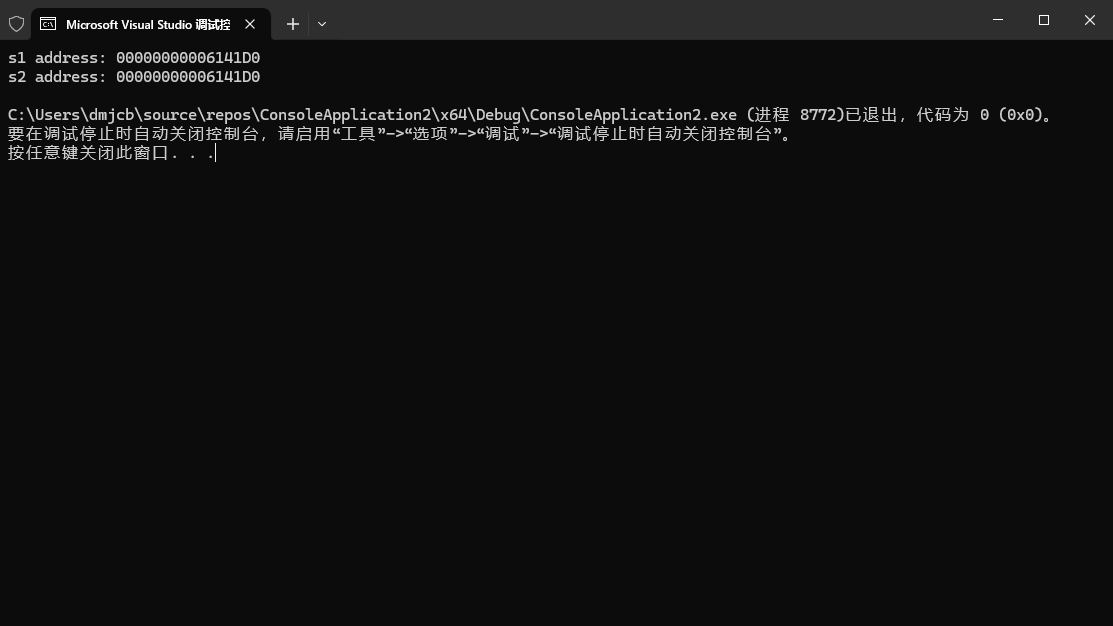 Microsoft Visual Studio 调试控
s1 address: 00000000006141D0
s2 address: 00000000006141D0
C:\Users\dmjcb\source\repos\ConsoleApplication2\x64\Debug\ConsoleApplication2.exe (进程 8772)已退出，代码为 0 (0x0)。
要在调试停止时自动关闭控制台，请启用“工具”->“选项”->“调试”->“调试停止时自动关闭控制台”。
按任意键关闭此窗口. . .